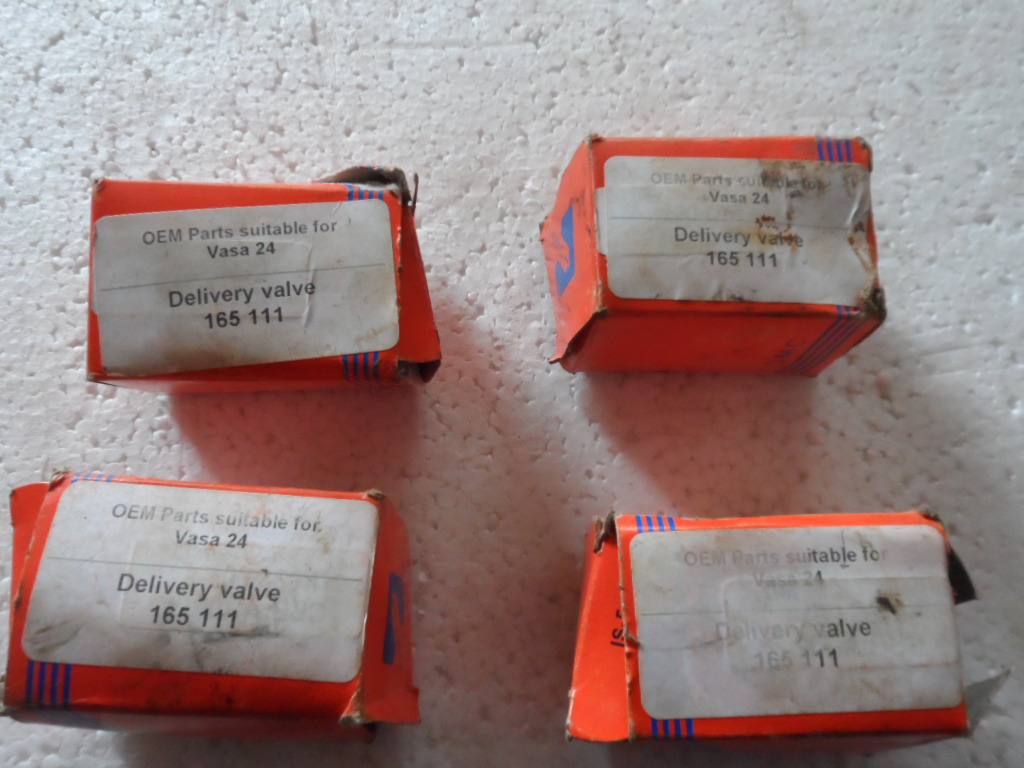 OEM Parts suitable for
Vasa 24
Delivery valve
165 111
OEM Parts suitable for
Vasa 24
Delivery valve
165 111
OEM Parts suitable for
Vasa 24
Delivery valve
165 111
OEM Parts suitable for
Vasa 24
Delivery valve
165 111